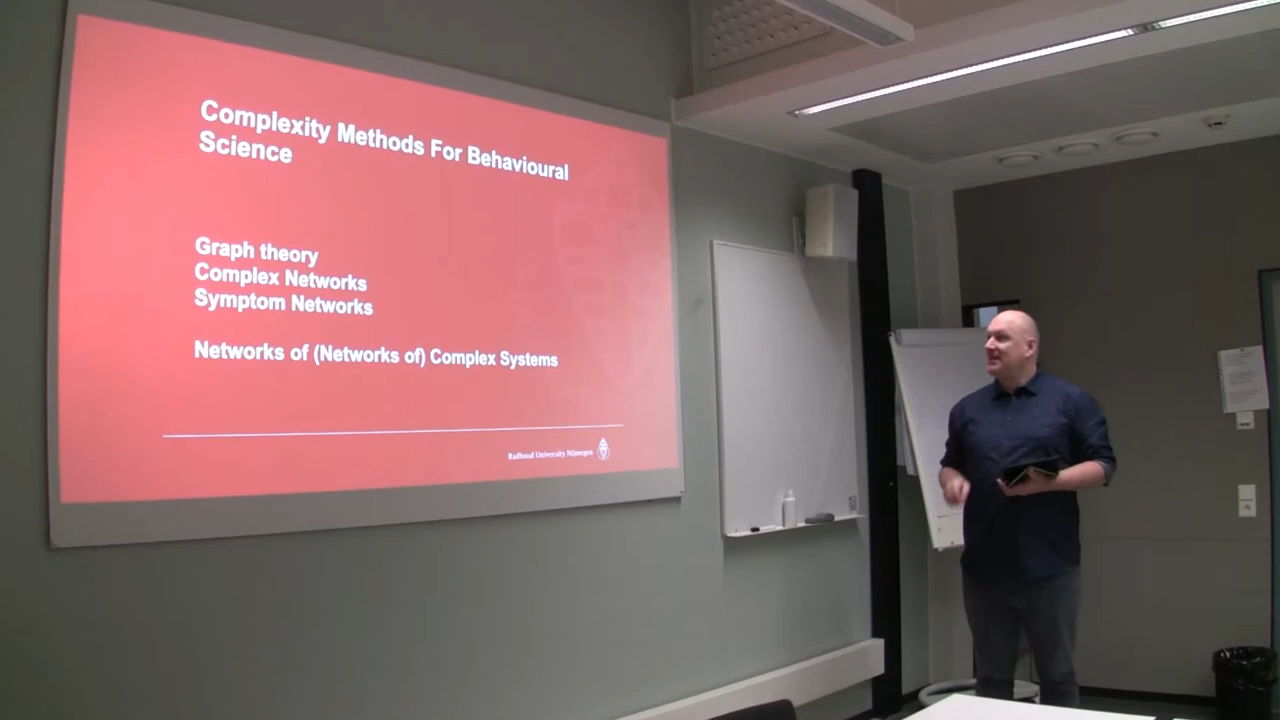 Complexity Methods For Behavioural
Science
Graph theory
Complex Networks
Symptom Networks
Networks of (Networks of) Complex Systems
Radboud University Nijmegen